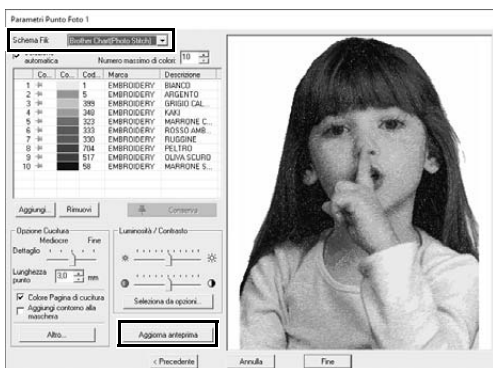 Parametri Punto Foto 1
Schema Fili: Brother Chart(Photo Stitch)
Selezione automatica
Numero massimo di colori: 10
Co... Co... Cod... Marca Descrizione
1 1 EMBROIDERY BIANCO
2 5 EMBROIDERY ARGENTO
3 399 EMBROIDERY GRIGIO CAL...
4 348 EMBROIDERY KAKI
5 323 EMBROIDERY MARRONE C...
6 333 EMBROIDERY ROSSO AMB...
7 330 EMBROIDERY RUGGINE
8 704 EMBROIDERY PELTRO
9 517 EMBROIDERY OLIVA SCURO
10 58 EMBROIDERY MARRONE S...
Aggiungi... Rimuovi Conserva
Opzione Cucitura
Mediocre Fine
Dettaglio
Lunghezza punto 3,0 mm
Colore Pagina di cucitura
Aggiungi contorno alla maschera
Altro...
Luminosità / Contrasto
Seleziona da opzioni...
Aggiorna anteprima
< Precedente Annulla Fine